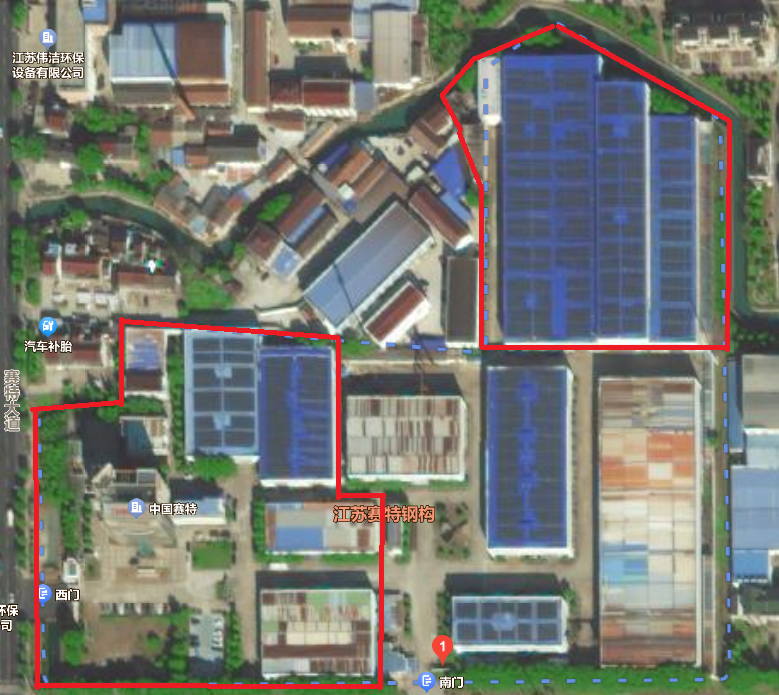 江苏伟洁环保
设备有限公司
汽车补胎
赛特大道
中国赛特
江苏赛特钢构
西门
环保
司
1
南门